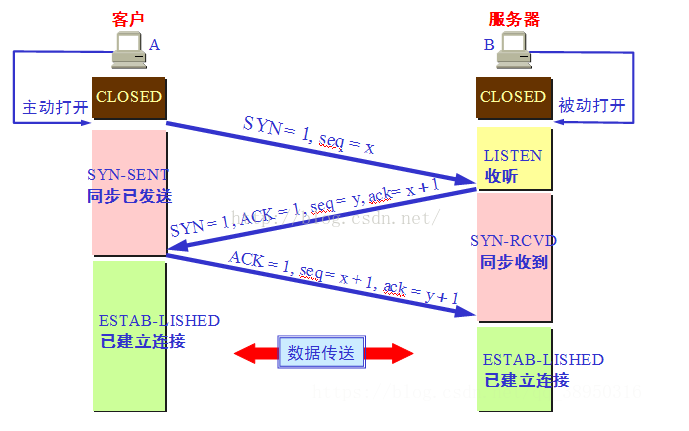 客户
服务器
A
B
CLOSED
CLOSED
主动打开
被动打开
SYN = 1, seq = x
LISTEN
收听
SYN-SENT
同步已发送
SYN = 1, ACK = 1, seq= y, ack= x + 1
http://blog.csdn.net/
SYN-RCVD
同步收到
ACK = 1, seq= x + 1, ack = y + 1
ESTAB-LISHED
已建立连接
数据传送
ESTAB-LISHED
已建立连接